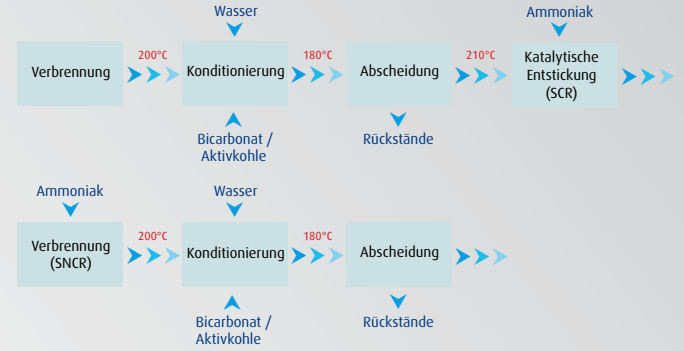 Wasser
Ammoniak
Verbrennung
200°C
Konditionierung
180°C
Abscheidung
210°C
Katalytische
Entstickung
(SCR)
Bicarbonat /
Aktivkohle
Rückstände
Ammoniak
Wasser
Verbrennung
(SNCR)
200°C
Konditionierung
180°C
Abscheidung
Bicarbonat /
Aktivkohle
Rückstände